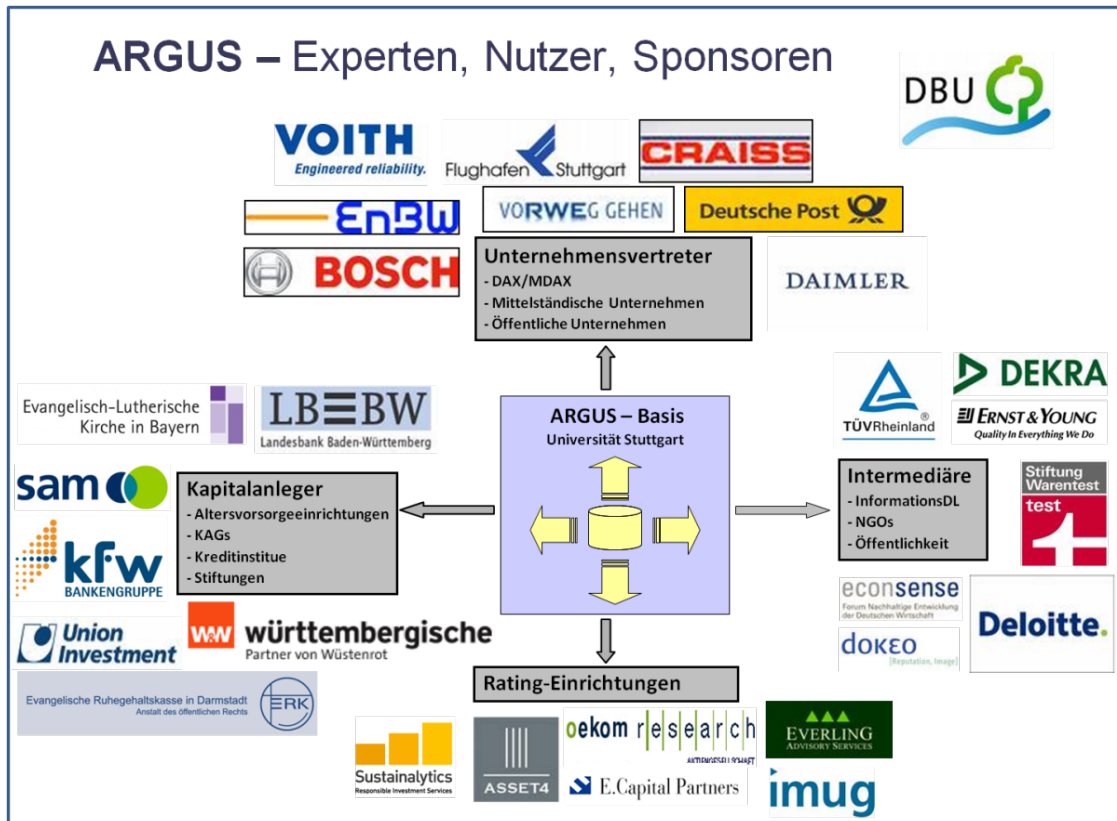 ARGUS – Experten, Nutzer, Sponsoren
DBU
VOITH
Engineered reliability.
Flughafen Stuttgart
CRAISS
EnBW
VORWEG GEHEN
Deutsche Post
BOSCH
Unternehmensvertreter
- DAX/MDAX
- Mittelständische Unternehmen
- Öffentliche Unternehmen
DAIMLER
Evangelisch-Lutherische
Kirche in Bayern
LBBW
Landesbank Baden-Württemberg
ARGUS – Basis
Universität Stuttgart
TÜVRheinland
®
DEKRA
ERNST & YOUNG
Quality In Everything We Do
sam
Kapitalanleger
- Altersvorsorgeeinrichtungen
- KAGs
- Kreditinstitue
- Stiftungen
kfw
BANKENGRUPPE
Intermediäre
- InformationsDL
- NGOs
- Öffentlichkeit
Stiftung
Warentest
test
econsense
Forum Nachhaltige Entwicklung
der Deutschen Wirtschaft
Deloitte.
dokeo
[Reputation, Image]
Union
Investment
W&W
württembergische
Partner von Wüstenrot
Evangelische Ruhegehaltskasse in Darmstadt
Anstalt des öffentlichen Rechts
ERK
Rating-Einrichtungen
Sustainalytics
Responsible Investment Services
ASSET4
oekom research
AKTIENGESELLSCHAFT
E.Capital Partners
EVERLING
ADVISORY SERVICES
imug